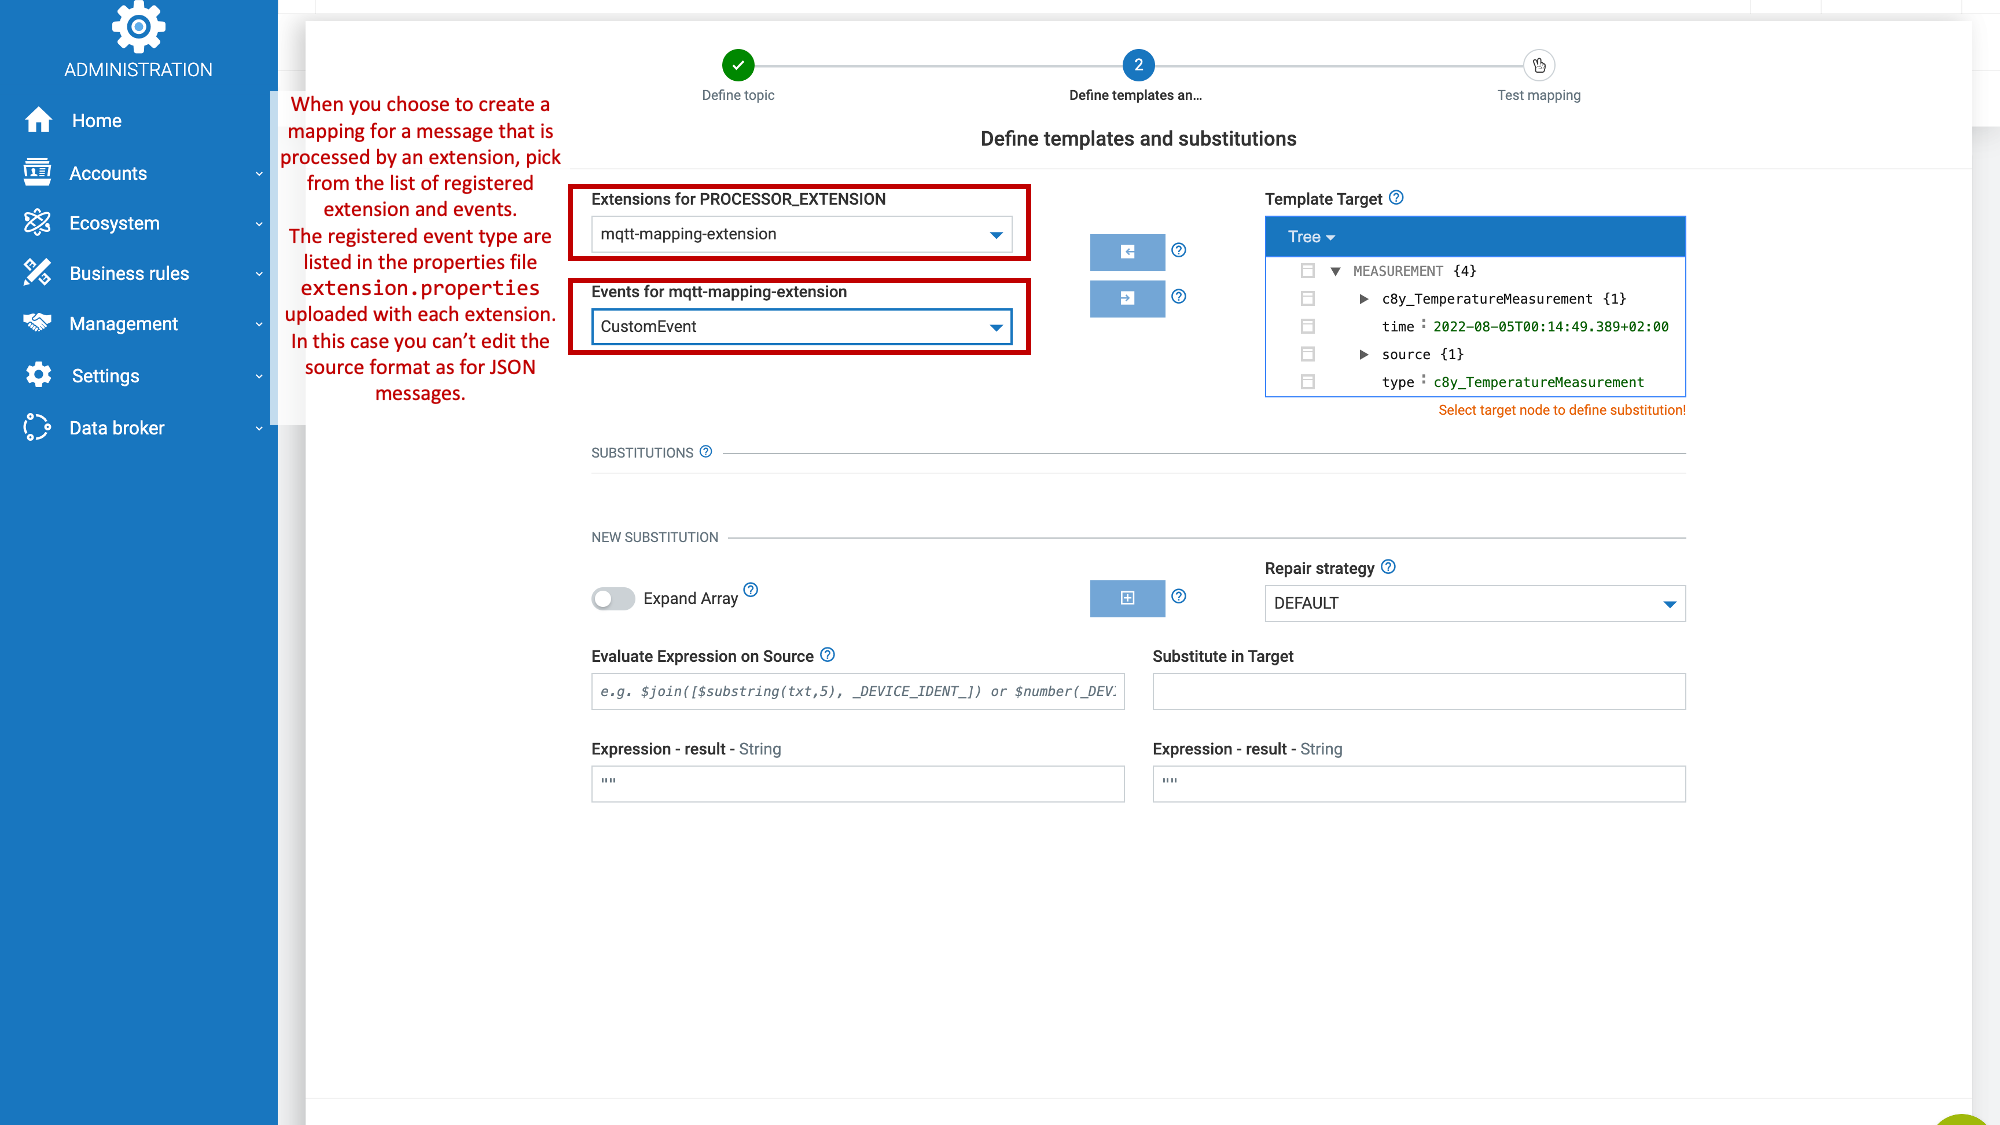 ADMINISTRATION
Home
Accounts
Ecosystem
Business rules
Management
Settings
Data broker
When you choose to create a
mapping for a message that is
processed by an extension, pick
from the list of registered
extension and events.
The registered event type are
listed in the properties file
extension.properties
uploaded with each extension.
In this case you can’t edit the
source format as for JSON
messages.
2
Define topic
Define templates an...
Test mapping
Define templates and substitutions
Extensions for PROCESSOR_EXTENSION
mqtt-mapping-extension
Events for mqtt-mapping-extension
CustomEvent
Template Target
Tree
MEASUREMENT {4}
c8y_TemperatureMeasurement {1}
time : 2022-08-05T00:14:49.389+02:00
source {1}
type : c8y_TemperatureMeasurement
Select target node to define substitution!
SUBSTITUTIONS
NEW SUBSTITUTION
Expand Array
Repair strategy
DEFAULT
Evaluate Expression on Source
e.g. $join([$substring(txt,5), _DEVICE_IDENT_]) or $number(_DEV
Substitute in Target
Expression - result - String
""
Expression - result - String
""